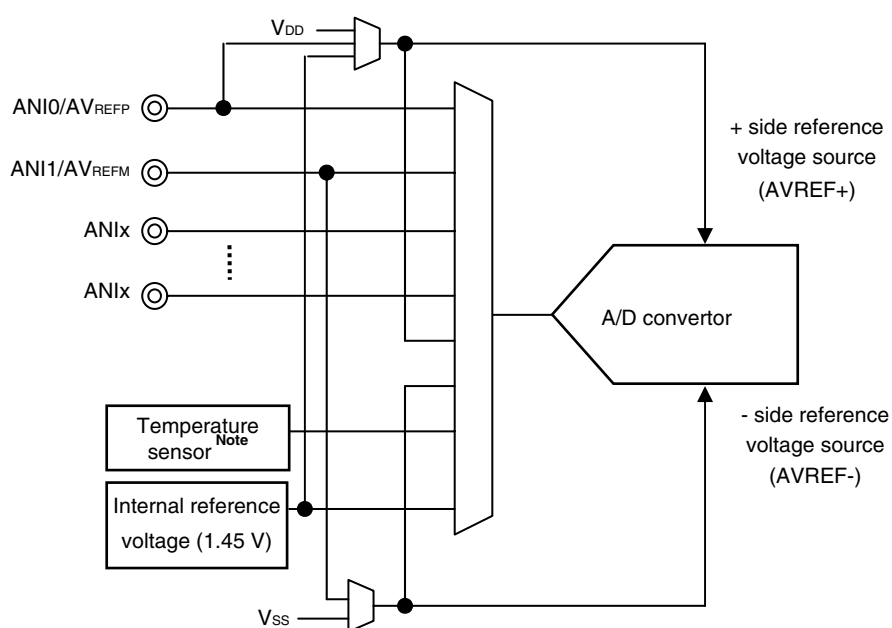 VDD
ANI0/AVREFP
ANI1/AVREFM
ANIx
ANIx
+ side reference
voltage source
(AVREF+)
A/D convertor
- side reference
voltage source
(AVREF-)
Temperature
sensor Note
Internal reference
voltage (1.45 V)
VSS